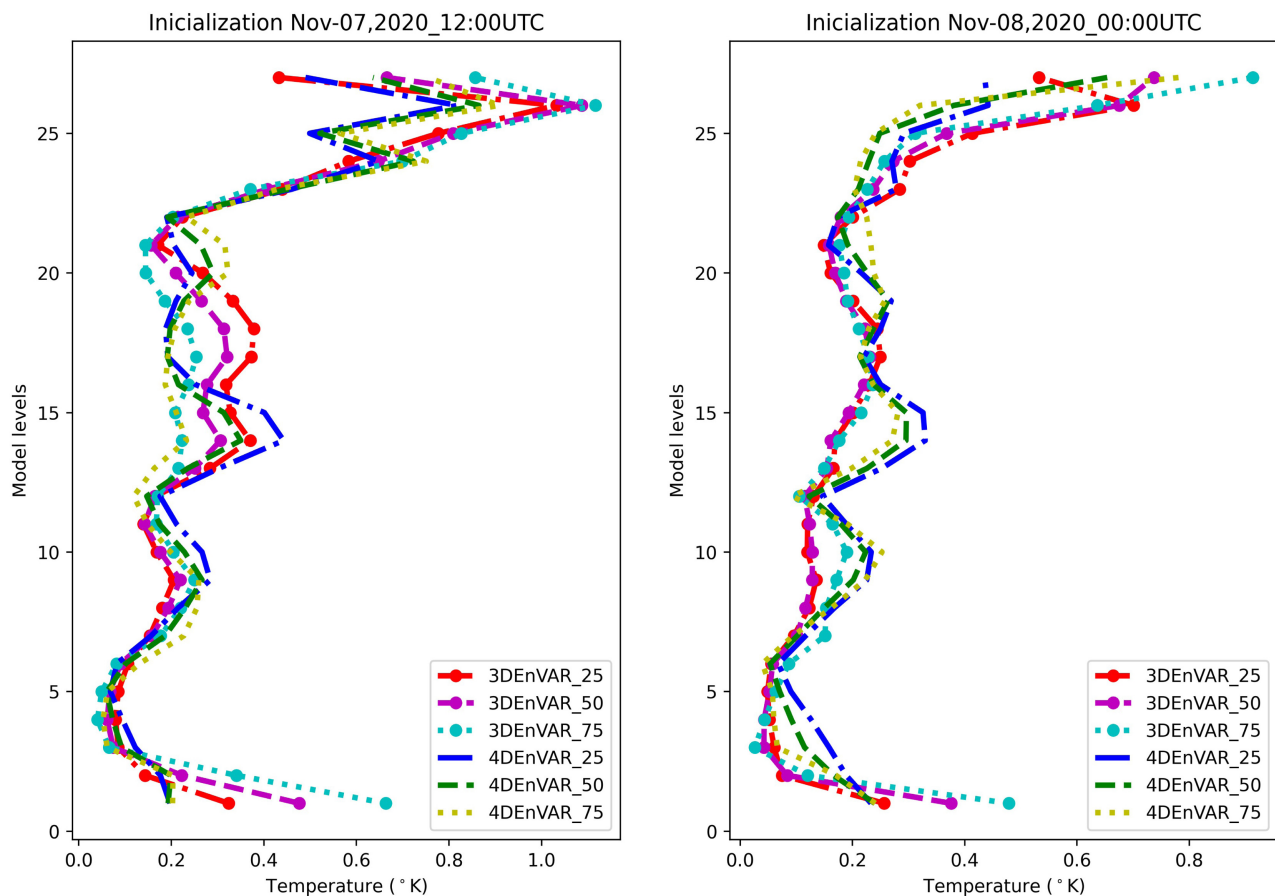 Inicialization Nov-07,2020_12:00UTC
Model levels
25
20
15
10
5
0
3DEnVAR_25
3DEnVAR_50
3DEnVAR_75
4DEnVAR_25
4DEnVAR_50
4DEnVAR_75
0.0 0.2 0.4 0.6 0.8 1.0
Temperature (°K)
Inicialization Nov-08,2020_00:00UTC
Model levels
25
20
15
10
5
0
3DEnVAR_25
3DEnVAR_50
3DEnVAR_75
4DEnVAR_25
4DEnVAR_50
4DEnVAR_75
0.0 0.2 0.4 0.6 0.8
Temperature (°K)